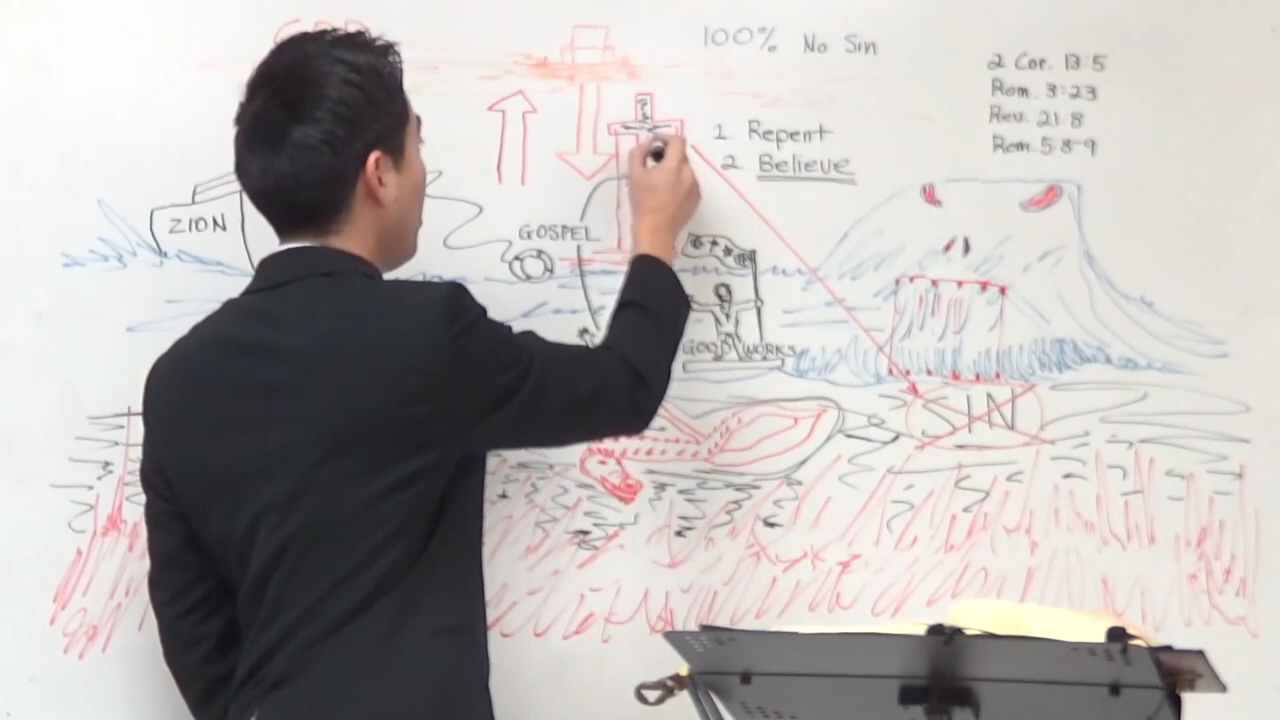 GOD
100% No Sin
2 Cor. 13:5
Rom. 3:23
Rev. 21:8
Rom. 5:8-9
1. Repent
2. Believe
ZION
GOSPEL
GOOD WORKS
SIN